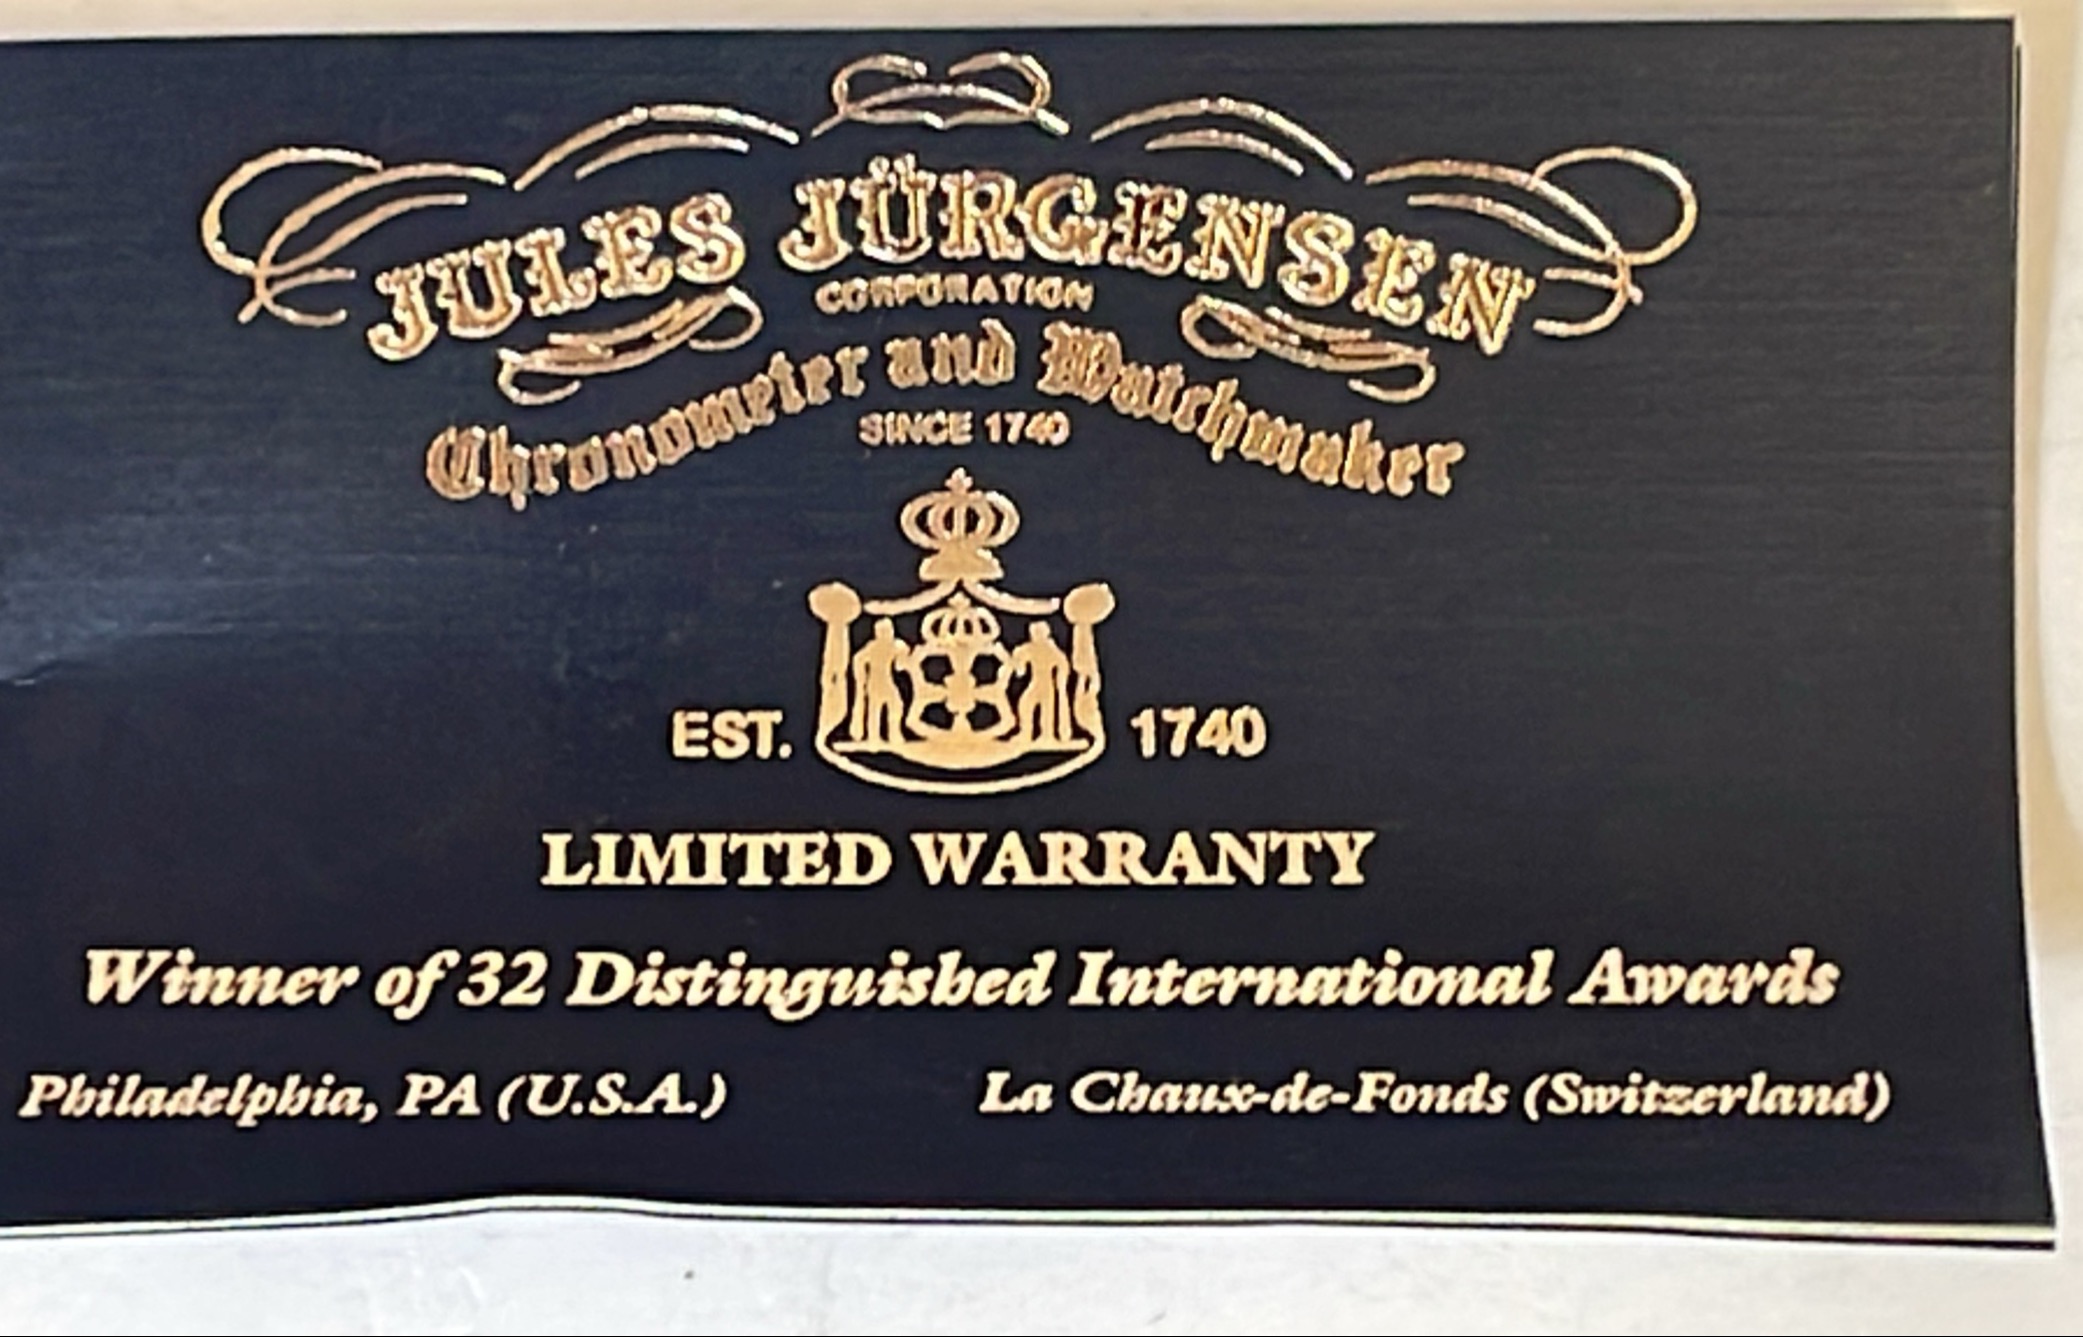 JULES JÜRGENSEN
CORPORATION
Chronometer and Watchmaker
SINCE 1740
EST. 1740
LIMITED WARRANTY
Winner of 32 Distinguished International Awards
Philadelphia, PA (U.S.A.) La Chaux-de-Fonds (Switzerland)